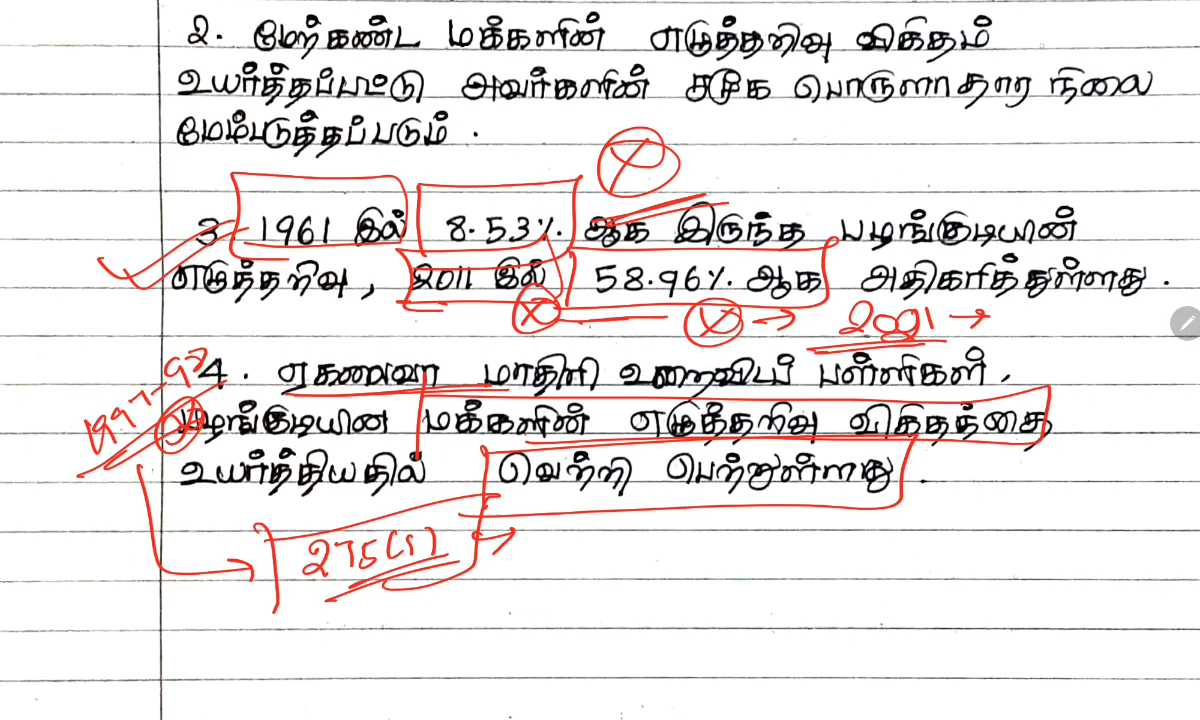 2. மேற்கண்ட மக்களின் எழுத்தறிவு விகிதம்
உயர்த்தப்பட்டு அவர்களின் சமூக பொருளாதார நிலை
மேம்படுத்தப்படும்.
3 1961 இல் 8.53%. ஆக இருந்த பழங்குடியின்
எழுத்தறிவு, 2011 இல் 58.96%. ஆக அதிகரித்துள்ளது.
2001
1997-98
4. ஏகலைவா மாதிரி உறைவிடப் பள்ளிகள்,
பழங்குடியின மக்களின் எழுத்தறிவு விகிதத்தை
உயர்த்தியதில் வெற்றி பெற்றுள்ளது.
275(1)